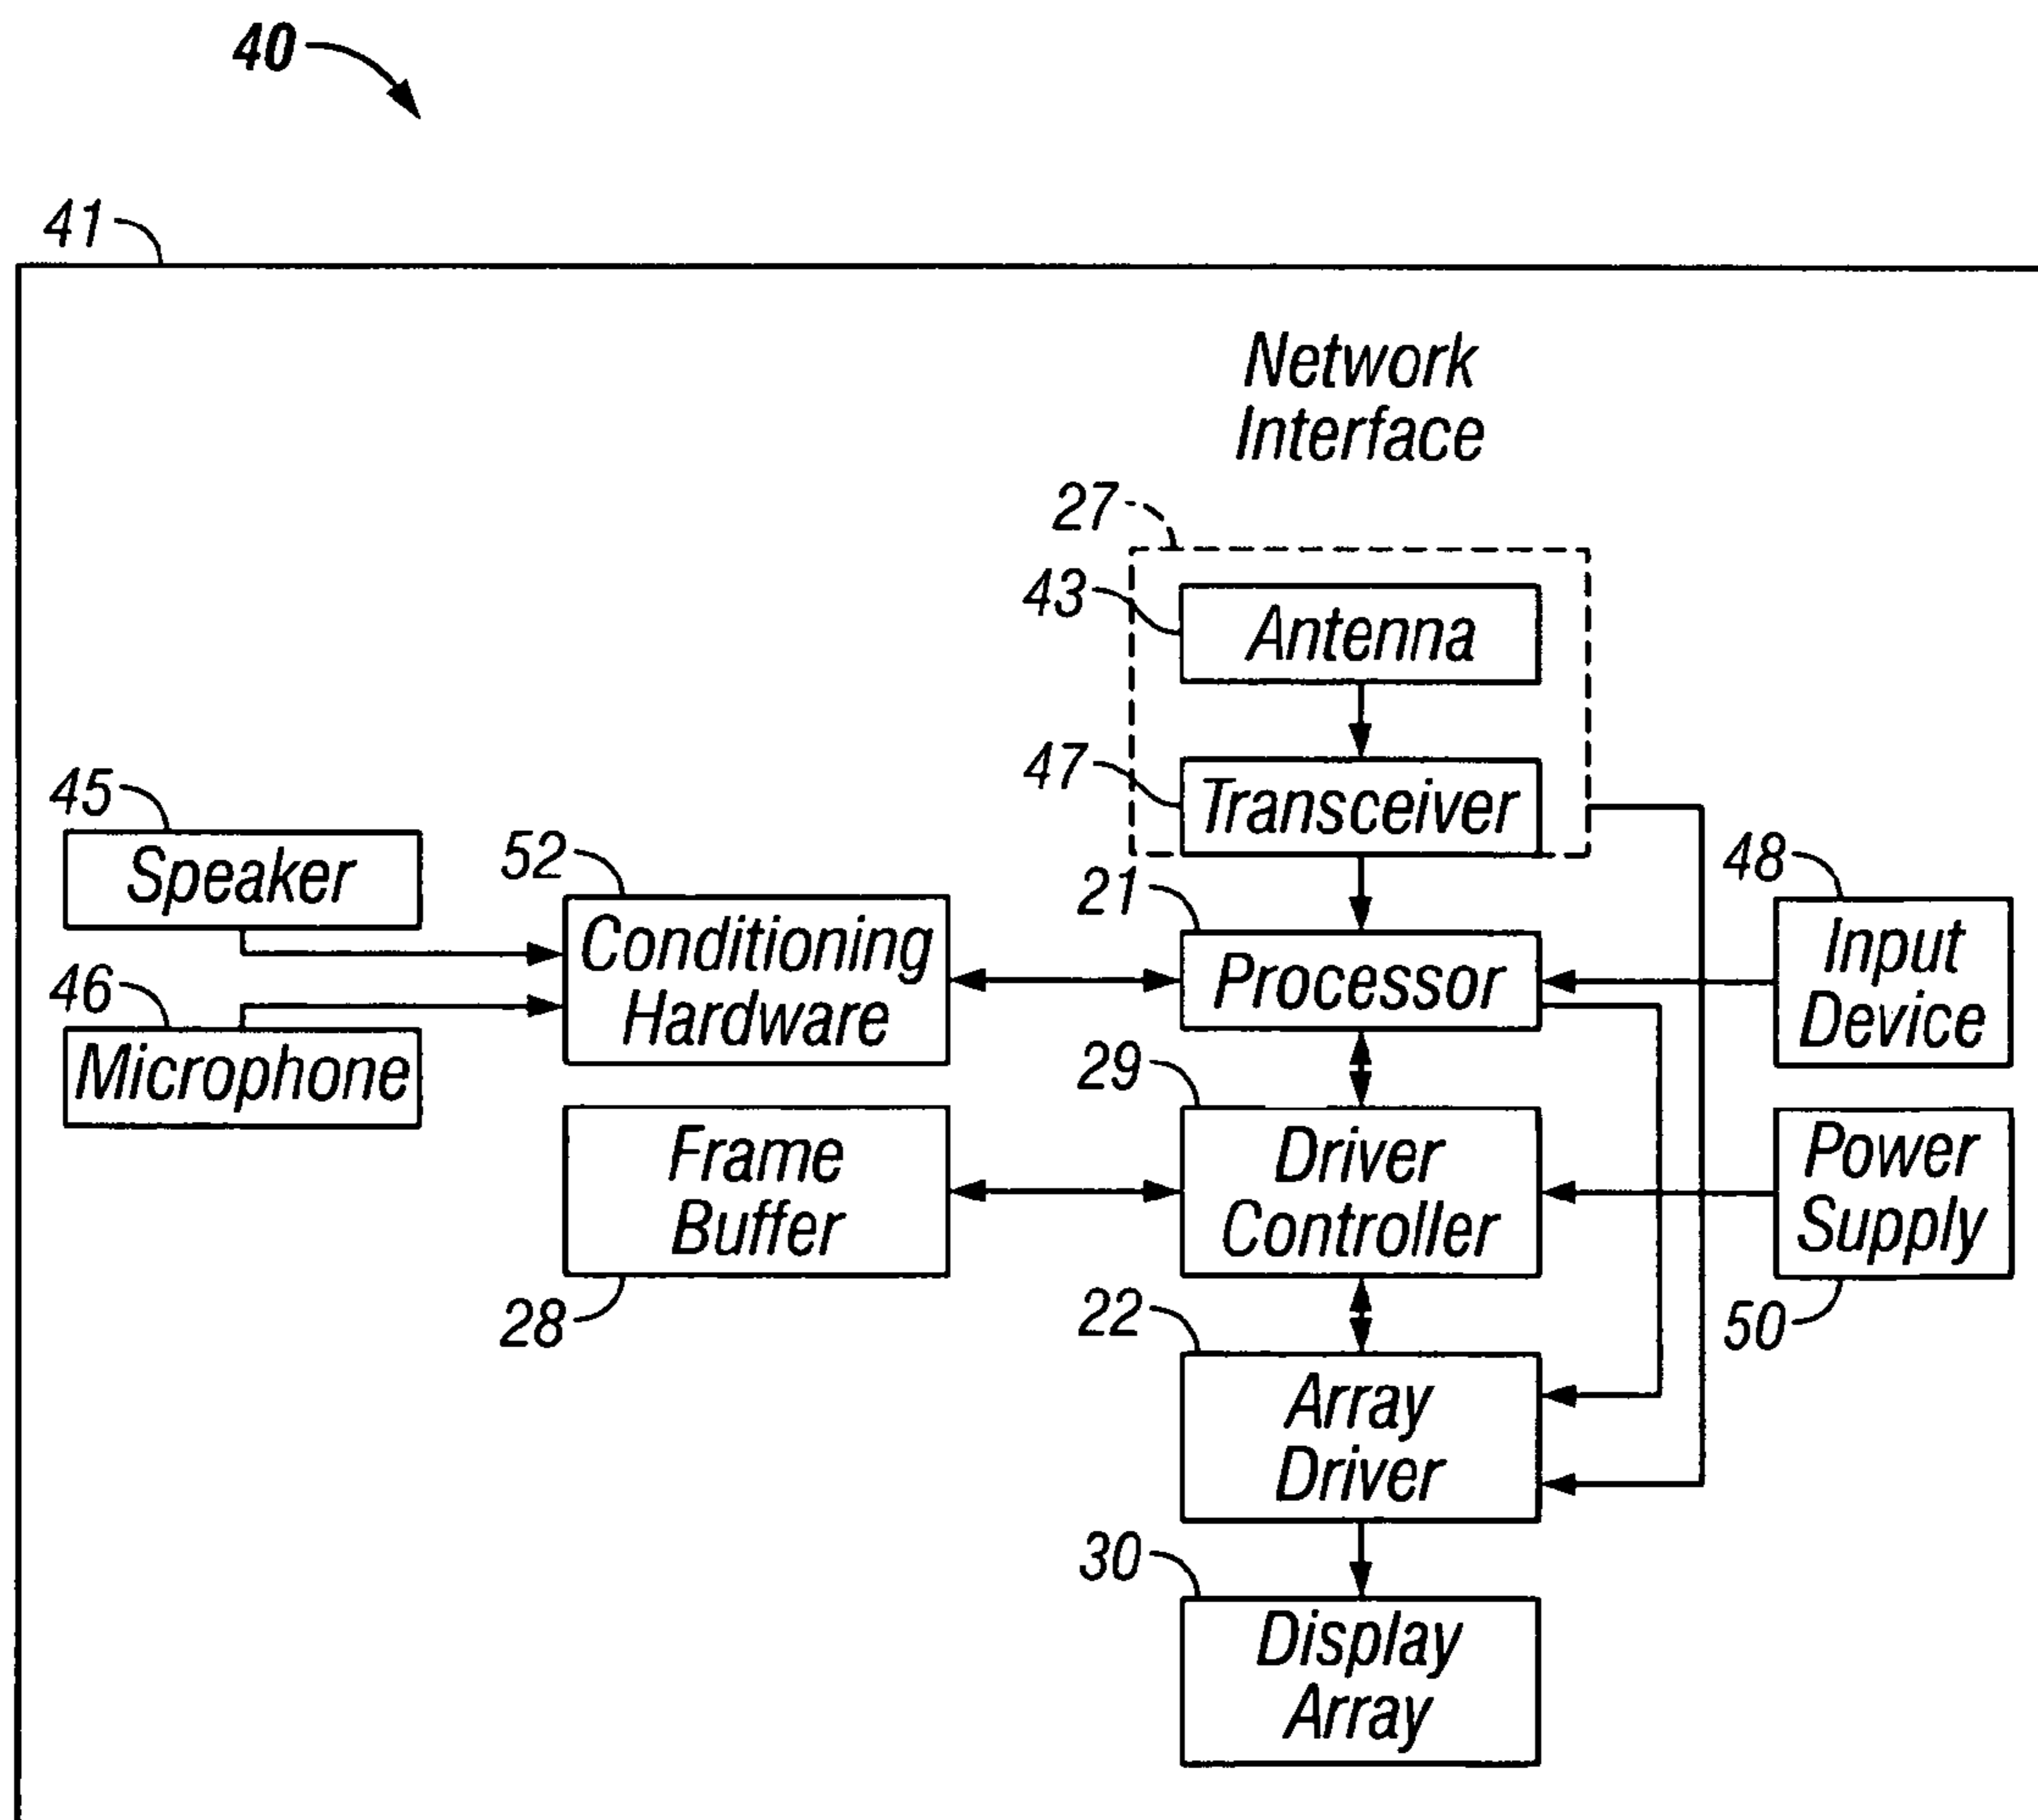 40
41
Network
Interface
27
43
Antenna
47
Transceiver
45
Speaker
52
Conditioning
Hardware
21
Processor
48
Input
Device
46
Microphone
29
Driver
Controller
Frame
Buffer
28
Power
Supply
50
22
Array
Driver
30
Display
Array